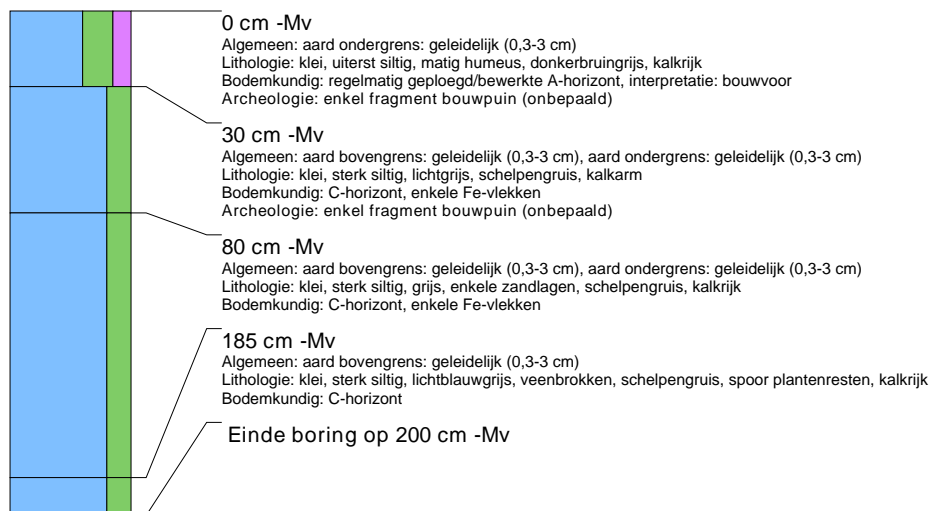 0 cm -Mv
Algemeen: aard ondergrens: geleidelijk (0,3-3 cm)
Lithologie: klei, uiterst siltig, matig humeus, donkerbruingrijs, kalkrijk
Bodemkundig: regelmatig geploegd/bewerkte A-horizont, interpretatie: bouwvoor
Archeologie: enkel fragment bouwpuin (onbepaald)
30 cm -Mv
Algemeen: aard bovengrens: geleidelijk (0,3-3 cm), aard ondergrens: geleidelijk (0,3-3 cm)
Lithologie: klei, sterk siltig, lichtgrijs, schelpengruis, kalkarm
Bodemkundig: C-horizont, enkele Fe-vlekken
Archeologie: enkel fragment bouwpuin (onbepaald)
80 cm -Mv
Algemeen: aard bovengrens: geleidelijk (0,3-3 cm), aard ondergrens: geleidelijk (0,3-3 cm)
Lithologie: klei, sterk siltig, grijs, enkele zandlagen, schelpengruis, kalkrijk
Bodemkundig: C-horizont, enkele Fe-vlekken
185 cm -Mv
Algemeen: aard bovengrens: geleidelijk (0,3-3 cm)
Lithologie: klei, sterk siltig, lichtblauwgrijs, veenbrokken, schelpengruis, spoor plantenresten, kalkrijk
Bodemkundig: C-horizont
Einde boring op 200 cm -Mv